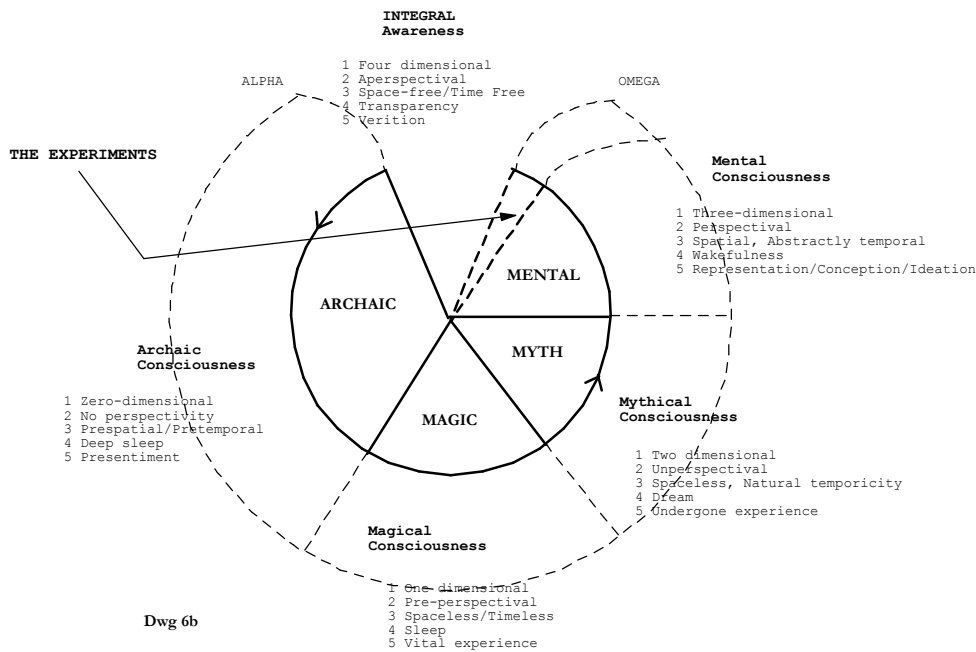 INTEGRAL
Awareness
1 Four dimensional
2 Aperspectival
3 Space-free/Time Free
4 Transparency
5 Verition
ALPHA
OMEGA
THE EXPERIMENTS
Mental
Consciousness
1 Three-dimensional
2 Perspectival
3 Spatial, Abstractly temporal
4 Wakefulness
5 Representation/Conception/Ideation
MENTAL
ARCHAIC
MYTH
MAGIC
Archaic
Consciousness
1 Zero-dimensional
2 No perspectivity
3 Prespatial/Pretemporal
4 Deep sleep
5 Presentiment
Mythical
Consciousness
1 Two dimensional
2 Unperspectival
3 Spaceless, Natural temporicity
4 Dream
5 Undergone experience
Magical
Consciousness
1 One dimensional
2 Pre-perspectival
3 Spaceless/Timeless
4 Sleep
5 Vital experience
Dwg 6b